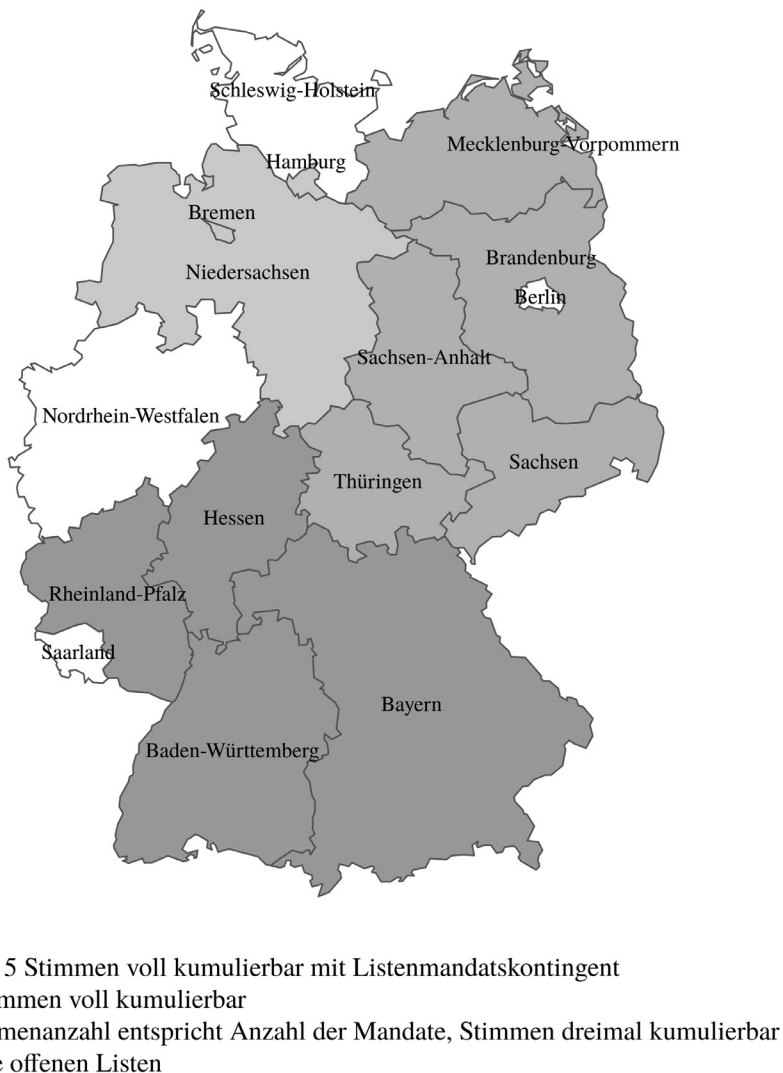 Schleswig-Holstein
Mecklenburg-Vorpommern
Hamburg
Bremen
Brandenburg
Niedersachsen
Berlin
Sachsen-Anhalt
Nordrhein-Westfalen
Sachsen
Thüringen
Hessen
Rheinland-Pfalz
Saarland
Bayern
Baden-Württemberg
5 Stimmen voll kumulierbar mit Listenmandatskontingent
voll kumulierbar
entspricht Anzahl der Mandate, Stimmen dreimal kumulierbar
offenen Listen